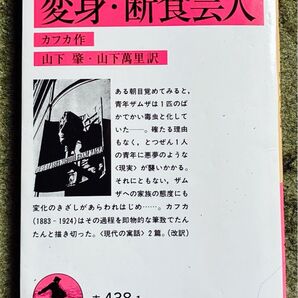 変身・断食芸人
カフカ作
山下 肇・山下萬里訳
ある朝目覚めてみると、
青年ザムザは1匹のば
かでかい毒虫と化して
いた――。確たる理由
もなく、とつぜん1人
の青年に悪夢のような
〈現実〉が襲いかかる。
それにともない、ザム
ザへの家族の態度にも
変化のきざしがあらわれはじめ……。カフカ
(1883‐1924)はその過程を即物的な筆致でたん
たんと描き切った。〈現代の寓話〉2篇。(改訳)
赤 438-1